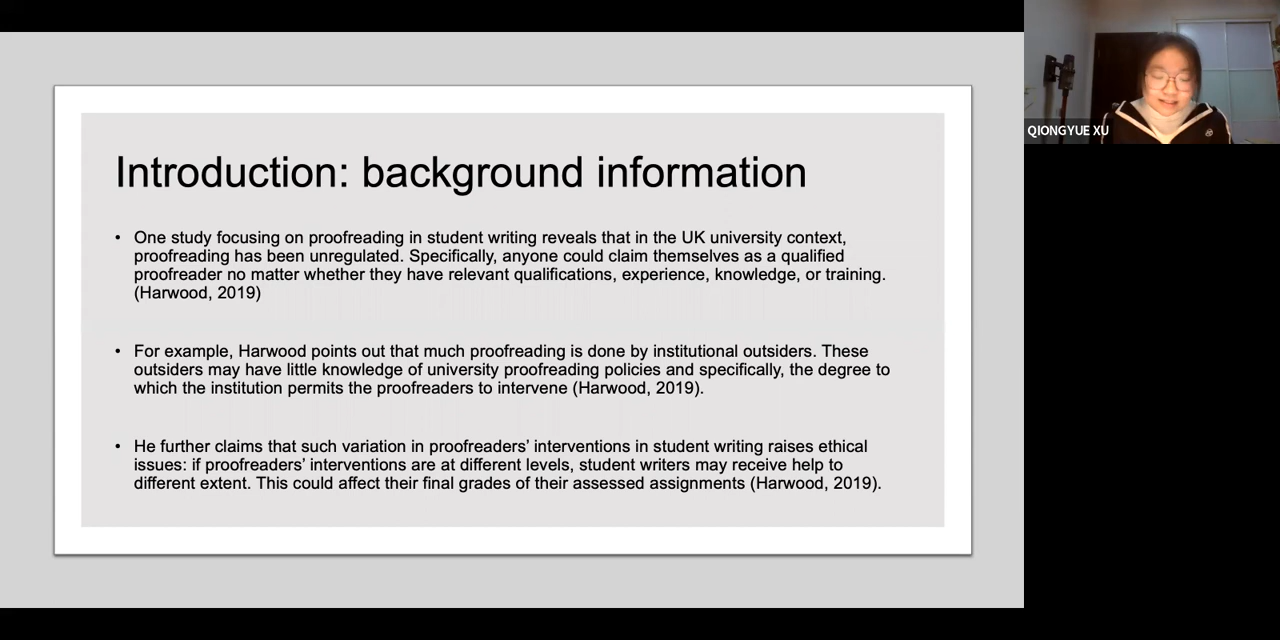 Introduction: background information
• One study focusing on proofreading in student writing reveals that in the UK university context,
proofreading has been unregulated. Specifically, anyone could claim themselves as a qualified
proofreader no matter whether they have relevant qualifications, experience, knowledge, or training.
(Harwood, 2019)
• For example, Harwood points out that much proofreading is done by institutional outsiders. These
outsiders may have little knowledge of university proofreading policies and specifically, the degree to
which the institution permits the proofreaders to intervene (Harwood, 2019).
• He further claims that such variation in proofreaders’ interventions in student writing raises ethical
issues: if proofreaders’ interventions are at different levels, student writers may receive help to
different extent. This could affect their final grades of their assessed assignments (Harwood, 2019).
QIONGYUE XU